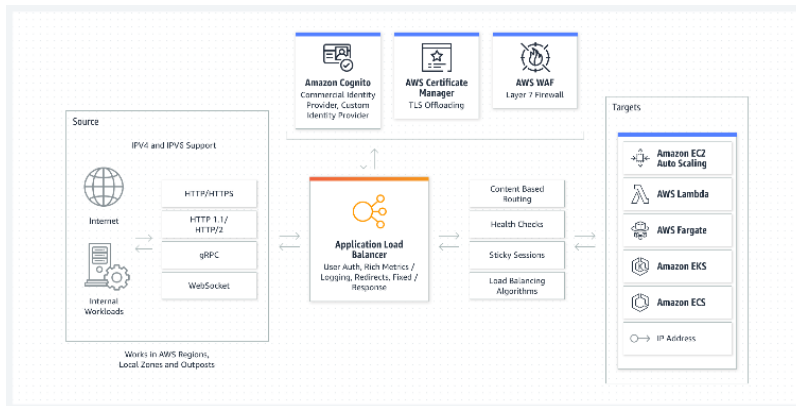 Amazon Cognito
Commercial Identity
Provider, Custom
Identity Provider
AWS Certificate
Manager
TLS Offloading
AWS WAF
Layer 7 Firewall
Source
IPV4 and IPV6 Support
Internet
Internal
Workloads
HTTP/HTTPS
HTTP 1.1/
HTTP/2
gRPC
WebSocket
Works in AWS Regions,
Local Zones and Outposts
Application Load
Balancer
User Auth, Rich Metrics /
Logging, Redirects, Fixed /
Response
Content Based
Routing
Health Checks
Sticky Sessions
Load Balancing
Algorithms
Targets
Amazon EC2
Auto Scaling
AWS Lambda
AWS Fargate
Amazon EKS
Amazon ECS
IP Address